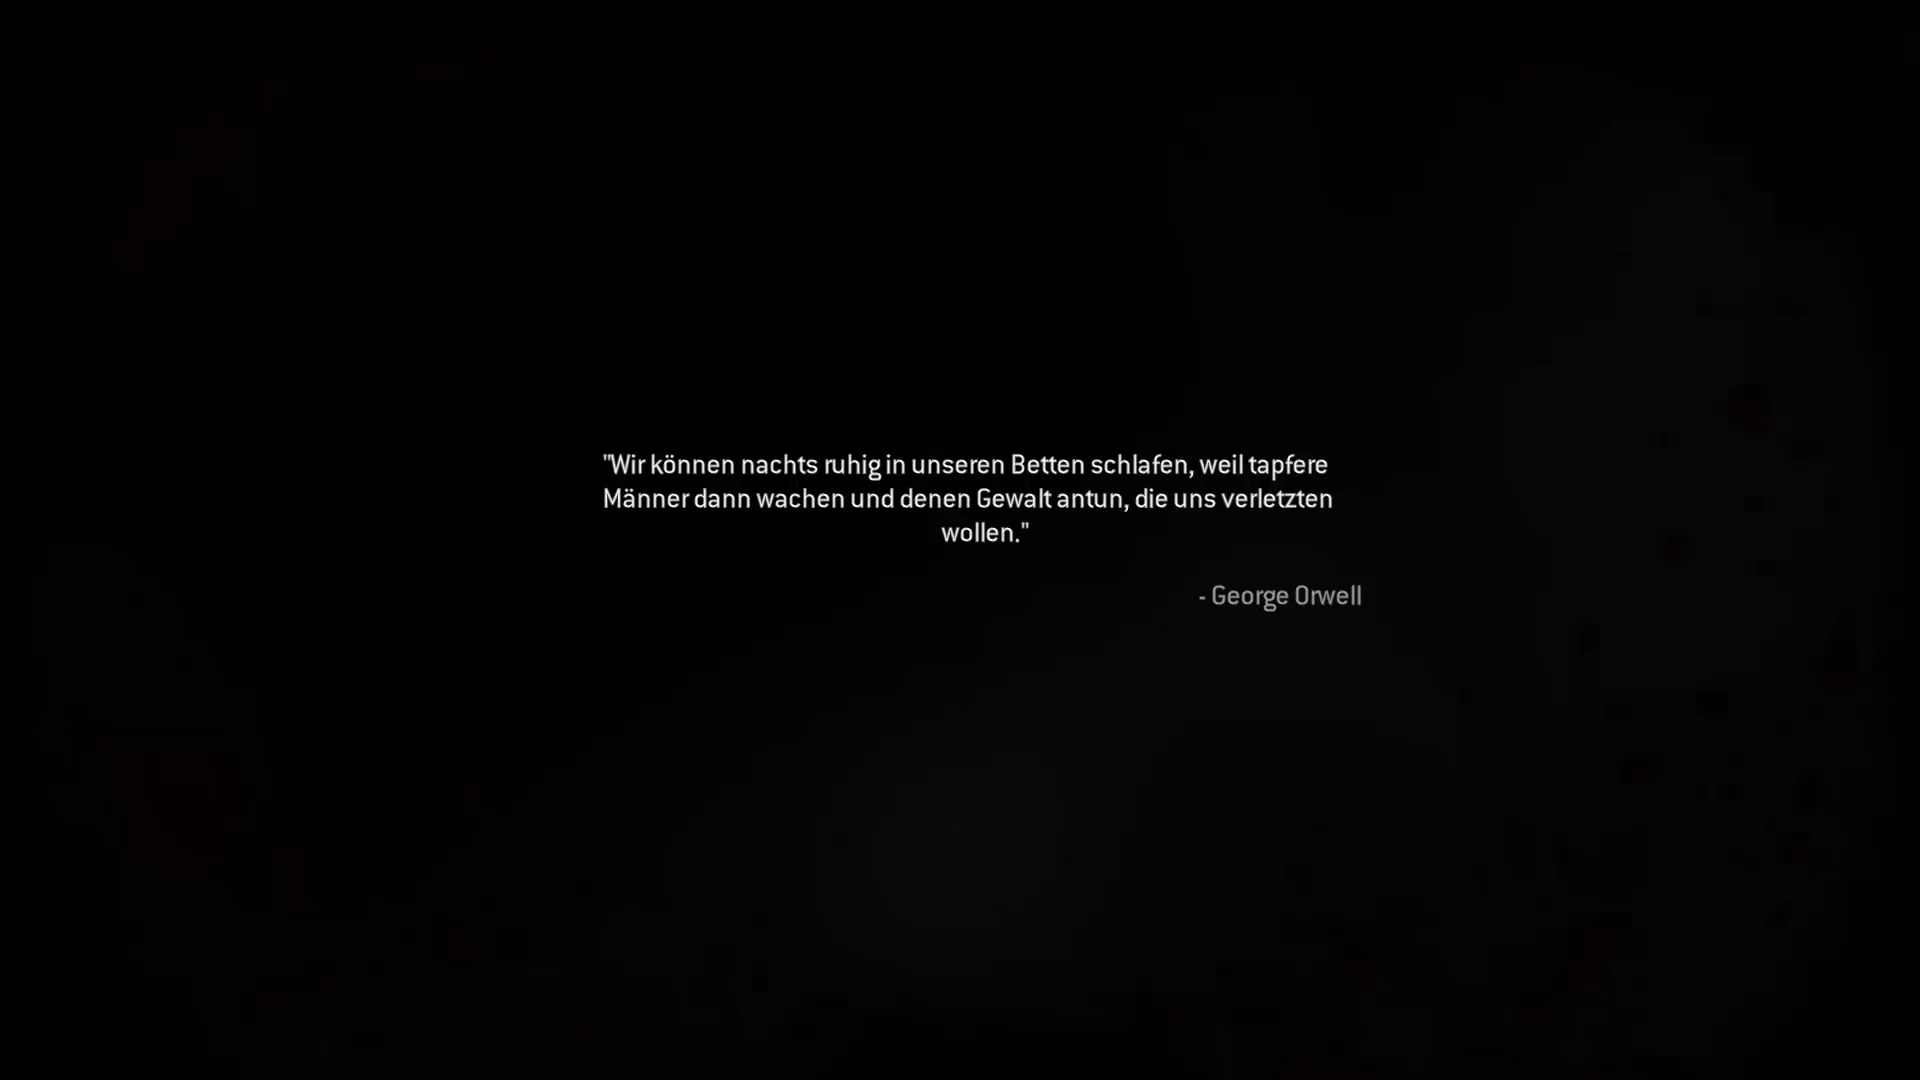 "Wir können nachts ruhig in unseren Betten schlafen, weil tapfere
Männer dann wachen und denen Gewalt antun, die uns verletzten
wollen."
- George Orwell